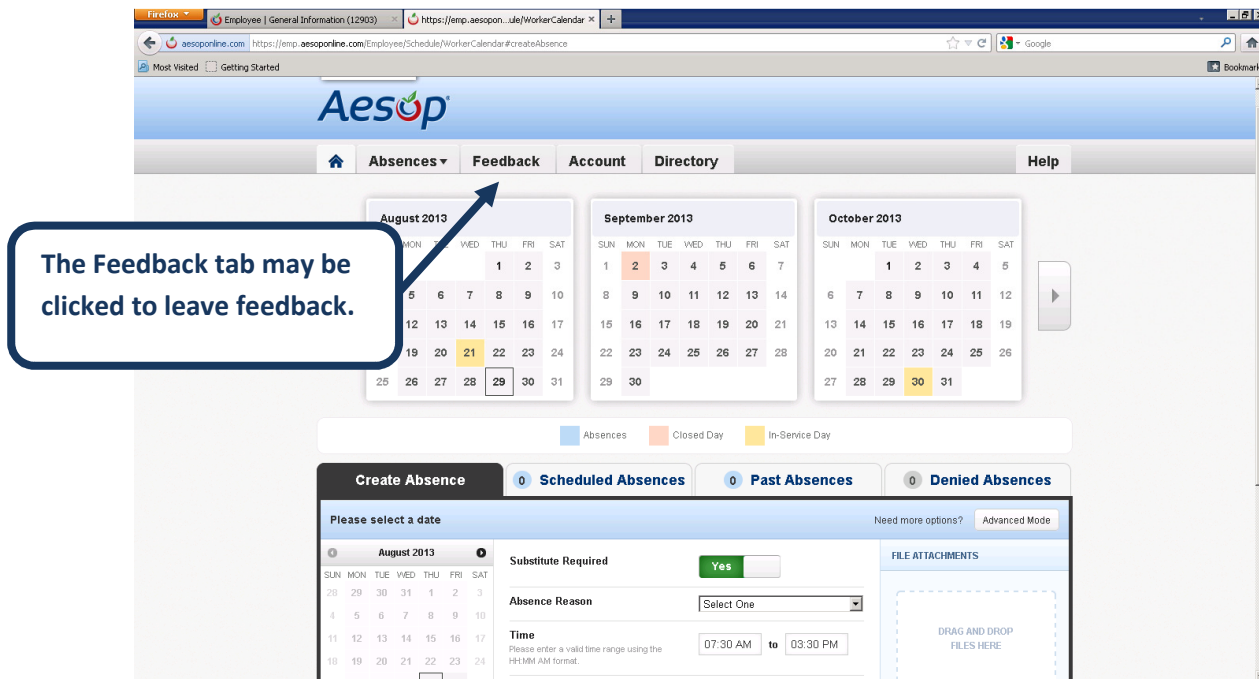 Firefox
Employee | General Information (12903) × https://emp.aesopon...ule/WorkerCalendar × +
aesoponline.com https://emp.aesoponline.com/Employee/Schedule/WorkerCalendar#createAbsence Google
Most Visited Getting Started Bookmark
Aesop
Absences Feedback Account Directory Help
The Feedback tab may be
clicked to leave feedback.
August 2013 September 2013 October 2013
MON WED THU FRI SAT SUN MON TUE WED THU FRI SAT SUN MON TUE WED THU FRI SAT
1 2 3 1 2 3 4 5 6 7 1 2 3 4 5
5 6 7 8 9 10 8 9 10 11 12 13 14 6 7 8 9 10 11 12
12 13 14 15 16 17 15 16 17 18 19 20 21 13 14 15 16 17 18 19
19 20 21 22 23 24 22 23 24 25 26 27 28 20 21 22 23 24 25 26
25 26 27 28 29 30 31 29 30 27 28 29 30 31
Absences Closed Day In-Service Day
Create Absence 0 Scheduled Absences 0 Past Absences 0 Denied Absences
Please select a date Need more options? Advanced Mode
August 2013
SUN MON TUE WED THU FRI SAT
28 29 30 31 1 2 3
4 5 6 7 8 9 10
11 12 13 14 15 16 17
18 19 20 21 22 23 24
Substitute Required Yes
Absence Reason Select One
Time
Please enter a valid time range using the
HH:MM AM format.
07:30 AM to 03:30 PM
FILE ATTACHMENTS
DRAG AND DROP
FILES HERE